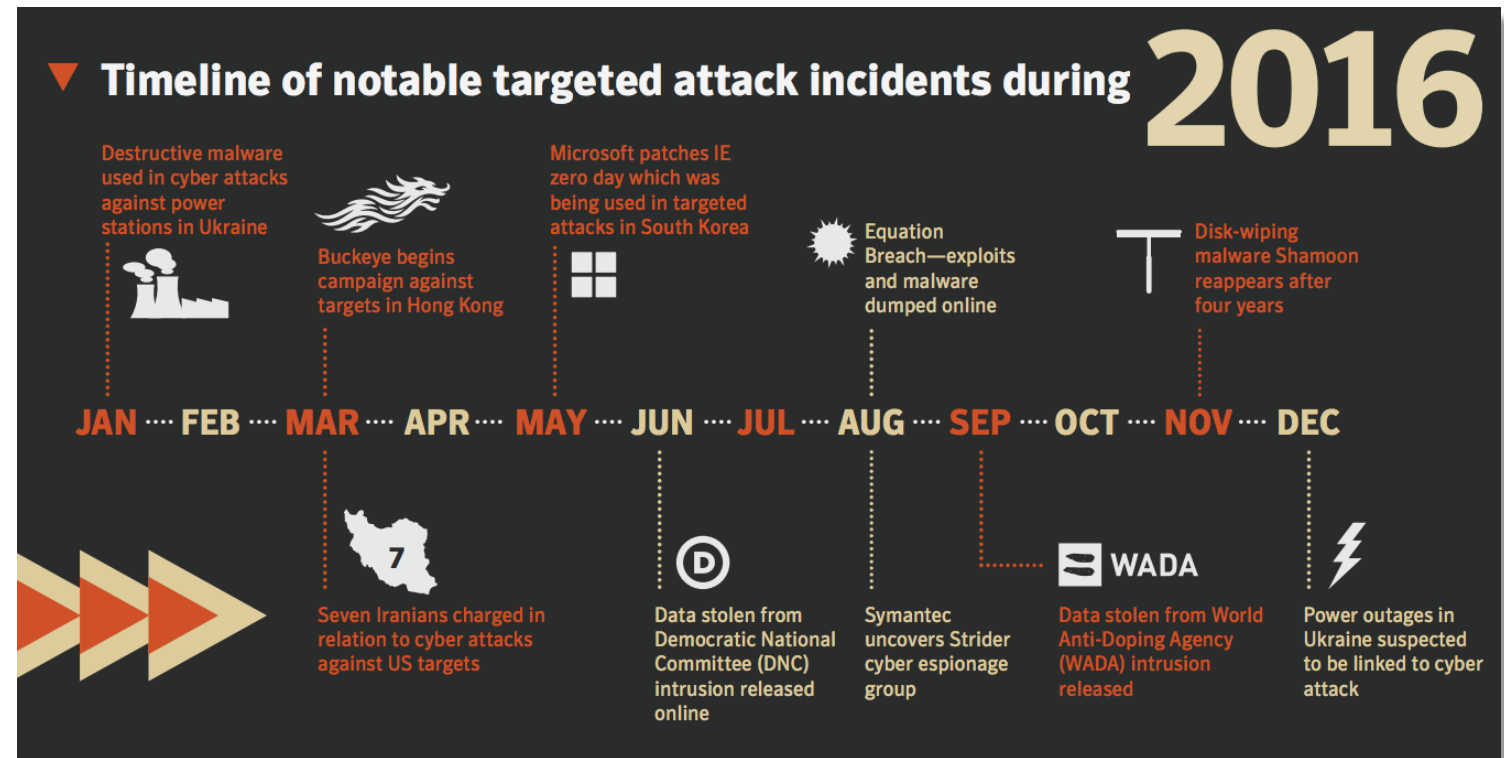 Timeline of notable targeted attack incidents during 2016
Destructive malware
used in cyber attacks
against power
stations in Ukraine
Buckeye begins
campaign against
targets in Hong Kong
Microsoft patches IE
zero day which was
being used in targeted
attacks in South Korea
Equation
Breach—exploits
and malware
dumped online
Disk-wiping
malware Shamoon
reappears after
four years
JAN FEB MAR APR MAY JUN JUL AUG SEP OCT NOV DEC
7
Seven Iranians charged in
relation to cyber attacks
against US targets
D
Data stolen from
Democratic National
Committee (DNC)
intrusion released
online
Symantec
uncovers Strider
cyber espionage
group
WADA
Data stolen from World
Anti-Doping Agency
(WADA) intrusion
released
Power outages in
Ukraine suspected
to be linked to cyber
attack